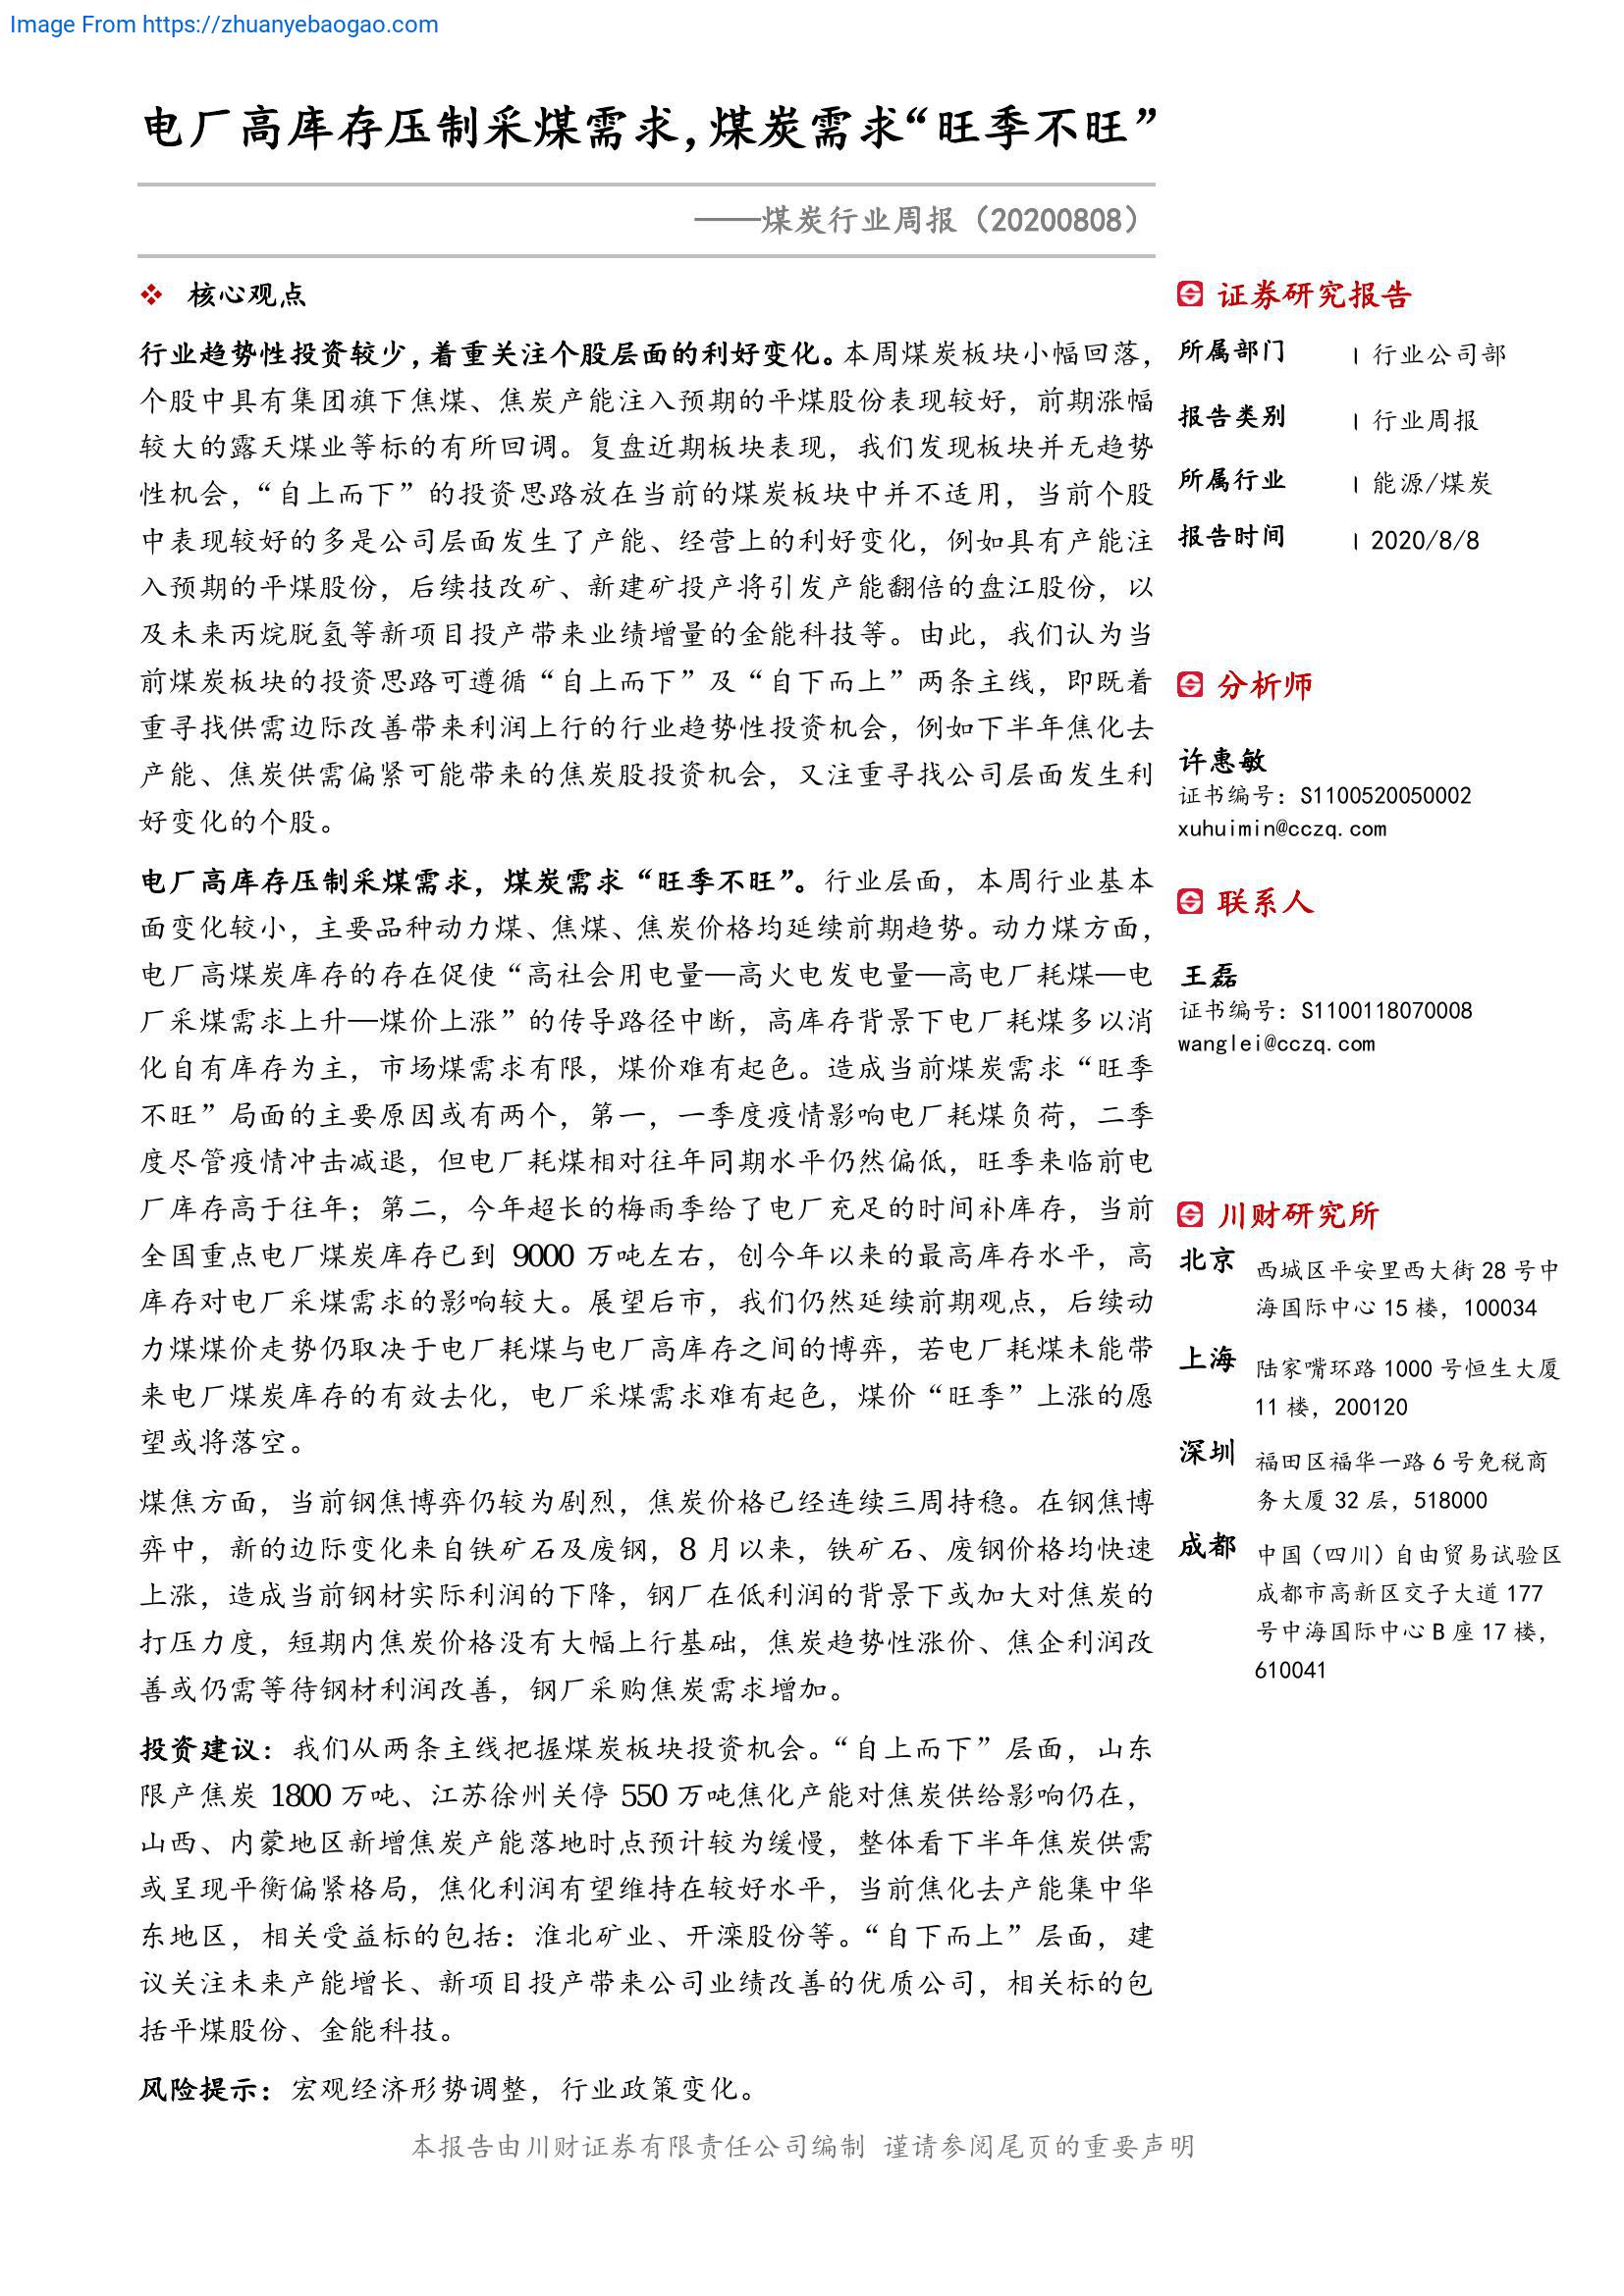 Image From https://zhuanyebaogao.com
电厂高库存压制采煤需求，煤炭需求“旺季不旺”
——煤炭行业周报（20200808）
❖ 核心观点
行业趋势性投资较少，着重关注个股层面的利好变化。本周煤炭板块小幅回落，
个股中具有集团旗下焦煤、焦炭产能注入预期的平煤股份表现较好，前期涨幅
较大的露天煤业等标的有所回调。复盘近期板块表现，我们发现板块并无趋势
性机会，“自上而下”的投资思路放在当前的煤炭板块中并不适用，当前个股
中表现较好的多是公司层面发生了产能、经营上的利好变化，例如具有产能注
入预期的平煤股份，后续技改矿、新建矿投产将引发产能翻倍的盘江股份，以
及未来丙烷脱氢等新项目投产带来业绩增量的金能科技等。由此，我们认为当
前煤炭板块的投资思路可遵循“自上而下”及“自下而上”两条主线，即既着
重寻找供需边际改善带来利润上行的行业趋势性投资机会，例如下半年焦化去
产能、焦炭供需偏紧可能带来的焦炭股投资机会，又注重寻找公司层面发生利
好变化的个股。
电厂高库存压制采煤需求，煤炭需求“旺季不旺”。行业层面，本周行业基本
面变化较小，主要品种动力煤、焦煤、焦炭价格均延续前期趋势。动力煤方面，
电厂高煤炭库存的存在促使“高社会用电量—高火电发电量—高电厂耗煤—电
厂采煤需求上升—煤价上涨”的传导路径中断，高库存背景下电厂耗煤多以消
化自有库存为主，市场煤需求有限，煤价难有起色。造成当前煤炭需求“旺季
不旺”局面的主要原因或有两个，第一，一季度疫情影响电厂耗煤负荷，二季
度尽管疫情冲击减退，但电厂耗煤相对往年同期水平仍然偏低，旺季来临前电
厂库存高于往年；第二，今年超长的梅雨季给了电厂充足的时间补库存，当前
全国重点电厂煤炭库存已到 9000 万吨左右，创今年以来的最高库存水平，高
库存对电厂采煤需求的影响较大。展望后市，我们仍然延续前期观点，后续动
力煤煤价走势仍取决于电厂耗煤与电厂高库存之间的博弈，若电厂耗煤未能带
来电厂煤炭库存的有效去化，电厂采煤需求难有起色，煤价“旺季”上涨的愿
望或将落空。
煤焦方面，当前钢焦博弈仍较为剧烈，焦炭价格已经连续三周持稳。在钢焦博
弈中，新的边际变化来自铁矿石及废钢，8 月以来，铁矿石、废钢价格均快速
上涨，造成当前钢材实际利润的下降，钢厂在低利润的背景下或加大对焦炭的
打压力度，短期内焦炭价格没有大幅上行基础，焦炭趋势性涨价、焦企利润改
善或仍需等待钢材利润改善，钢厂采购焦炭需求增加。
投资建议：我们从两条主线把握煤炭板块投资机会。“自上而下”层面，山东
限产焦炭 1800 万吨、江苏徐州关停 550 万吨焦化产能对焦炭供给影响仍在，
山西、内蒙地区新增焦炭产能落地时点预计较为缓慢，整体看下半年焦炭供需
或呈现平衡偏紧格局，焦化利润有望维持在较好水平，当前焦化去产能集中华
东地区，相关受益标的包括：淮北矿业、开滦股份等。“自下而上”层面，建
议关注未来产能增长、新项目投产带来公司业绩改善的优质公司，相关标的包
括平煤股份、金能科技。
风险提示：宏观经济形势调整，行业政策变化。
证券研究报告
所属部门 | 行业公司部
报告类别 | 行业周报
所属行业 | 能源/煤炭
报告时间 | 2020/8/8
分析师
许惠敏
证书编号：S1100520050002
xuhuimin@cczq.com
联系人
王磊
证书编号：S1100118070008
wanglei@cczq.com
川财研究所
北京 西城区平安里西大街 28 号中
海国际中心 15 楼，100034
上海 陆家嘴环路 1000 号恒生大厦
11 楼，200120
深圳 福田区福华一路 6 号免税商
务大厦 32 层，518000
成都 中国（四川）自由贸易试验区
成都市高新区交子大道 177
号中海国际中心 B 座 17 楼，
610041
本报告由川财证券有限责任公司编制 谨请参阅尾页的重要声明